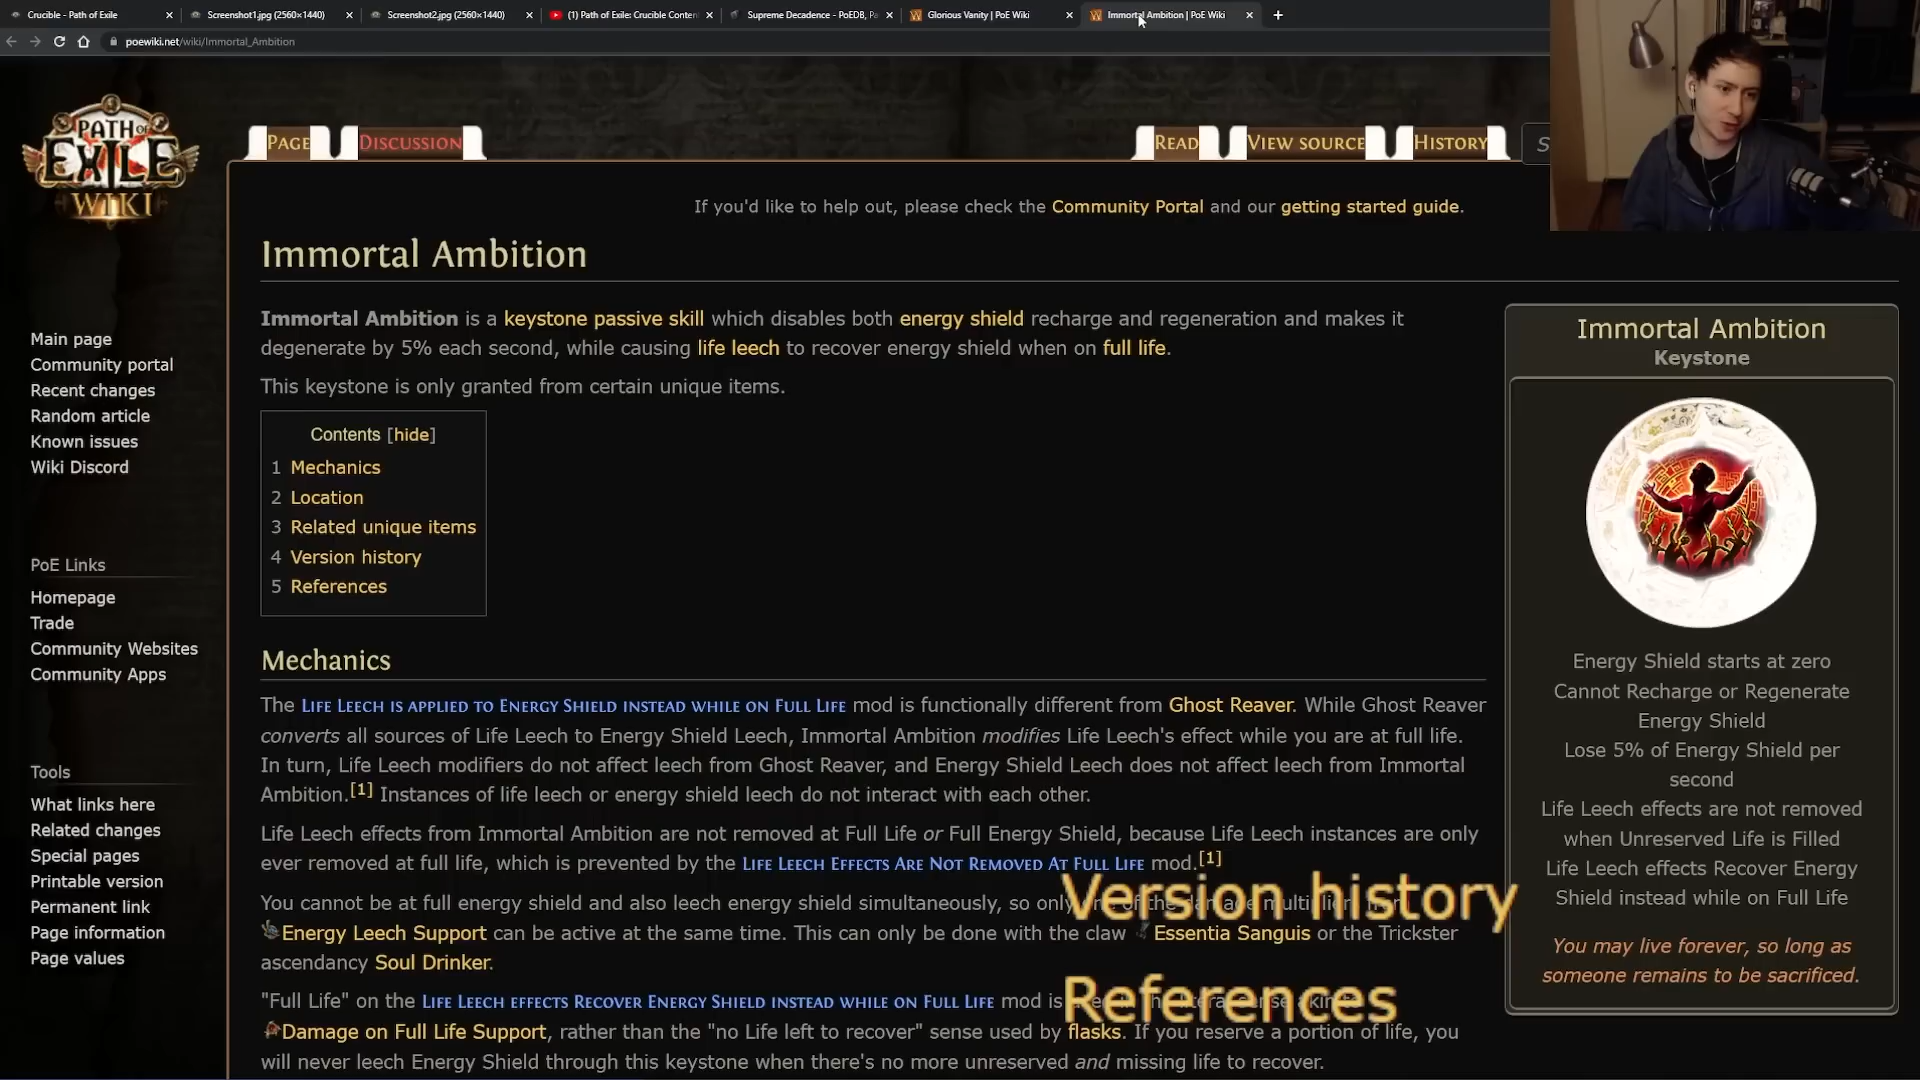 Crucible - Path of Exile
Screenshot1.jpg (2560×1440)
Screenshot2.jpg (2560×1440)
(1) Path of Exile: Crucible Conten
Supreme Decadence - PoEDB, Pa
Glorious Vanity | PoE Wiki
Immortal Ambition | PoE Wiki
poewiki.net/wiki/Immortal_Ambition
PATH OF EXILE WIKI
PAGE
DISCUSSION
READ
VIEW SOURCE
HISTORY
S
If you'd like to help out, please check the Community Portal and our getting started guide.
Immortal Ambition
Immortal Ambition is a keystone passive skill which disables both energy shield recharge and regeneration and makes it
degenerate by 5% each second, while causing life leech to recover energy shield when on full life.
This keystone is only granted from certain unique items.
Contents [hide]
1 Mechanics
2 Location
3 Related unique items
4 Version history
5 References
Mechanics
The LIFE LEECH IS APPLIED TO ENERGY SHIELD INSTEAD WHILE ON FULL LIFE mod is functionally different from Ghost Reaver. While Ghost Reaver
converts all sources of Life Leech to Energy Shield Leech, Immortal Ambition modifies Life Leech's effect while you are at full life.
In turn, Life Leech modifiers do not affect leech from Ghost Reaver, and Energy Shield Leech does not affect leech from Immortal
Ambition.[1] Instances of life leech or energy shield leech do not interact with each other.
Life Leech effects from Immortal Ambition are not removed at Full Life or Full Energy Shield, because Life Leech instances are only
ever removed at full life, which is prevented by the LIFE LEECH EFFECTS ARE NOT REMOVED AT FULL LIFE mod.[1]
You cannot be at full energy shield and also leech energy shield simultaneously, so only
Energy Leech Support can be active at the same time. This can only be done with the claw Essentia Sanguis or the Trickster
ascendancy Soul Drinker.
"Full Life" on the LIFE LEECH EFFECTS RECOVER ENERGY SHIELD INSTEAD WHILE ON FULL LIFE mod is
Damage on Full Life Support, rather than the "no Life left to recover" sense used by flasks. If you reserve a portion of life, you
will never leech Energy Shield through this keystone when there's no more unreserved and missing life to recover.
Version history
References
Immortal Ambition
Keystone
Energy Shield starts at zero
Cannot Recharge or Regenerate
Energy Shield
Lose 5% of Energy Shield per
second
Life Leech effects are not removed
when Unreserved Life is Filled
Life Leech effects Recover Energy
Shield instead while on Full Life
You may live forever, so long as
someone remains to be sacrificed.
Main page
Community portal
Recent changes
Random article
Known issues
Wiki Discord
PoE Links
Homepage
Trade
Community Websites
Community Apps
Tools
What links here
Related changes
Special pages
Printable version
Permanent link
Page information
Page values